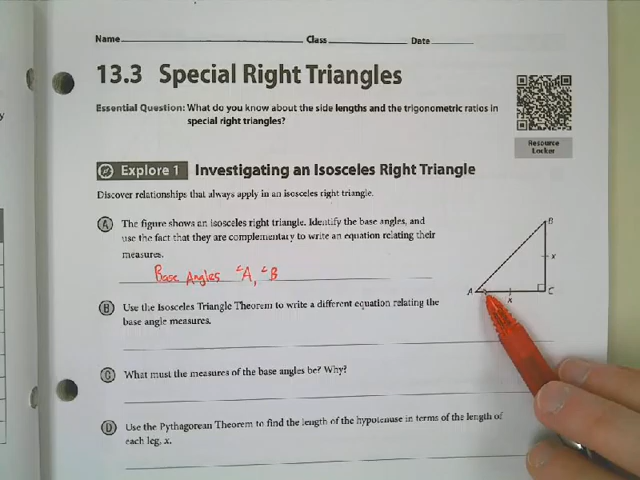 Name Class Date
13.3 Special Right Triangles
Essential Question: What do you know about the side lengths and the trigonometric ratios in
special right triangles?
Resource
Locker
Explore 1 Investigating an Isosceles Right Triangle
Discover relationships that always apply in an isosceles right triangle.
A The figure shows an isosceles right triangle. Identify the base angles, and
use the fact that they are complementary to write an equation relating their
measures.
Base Angles ∠A, ∠B
B
x
A
x
C
B Use the Isosceles Triangle Theorem to write a different equation relating the
base angle measures.
C What must the measures of the base angles be? Why?
D Use the Pythagorean Theorem to find the length of the hypotenuse in terms of the length of
each leg, x.